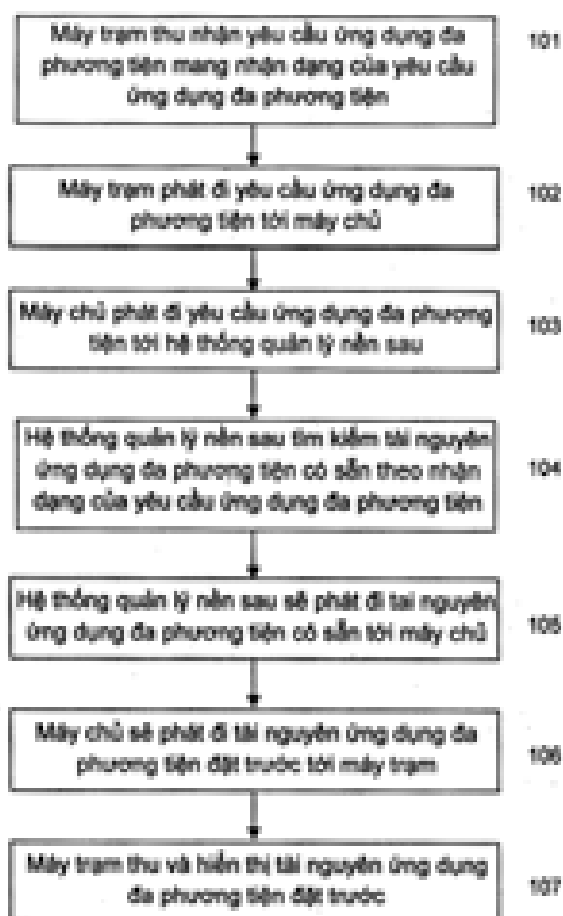 Máy trạm thu nhận yêu cầu ứng dụng đa
phương tiện mang nhận dạng của yêu cầu
ứng dụng đa phương tiện
101
Máy trạm phát đi yêu cầu ứng dụng đa
phương tiện tới máy chủ
102
Máy chủ phát đi yêu cầu ứng dụng đa phương
tiện tới hệ thống quản lý nền sau
103
Hệ thống quản lý nền sau tìm kiếm tài nguyên
ứng dụng đa phương tiện có sẵn theo nhận
dạng của yêu cầu ứng dụng đa phương tiện
104
Hệ thống quản lý nền sau sẽ phát đi tai nguyên
ứng dụng đa phương tiện có sẵn tới máy chủ
105
Máy chủ sẽ phát đi tài nguyên ứng dụng đa
phương tiện đặt trước tới máy trạm
106
Máy trạm thu và hiển thị tài nguyên ứng dụng
đa phương tiện đặt trước
107